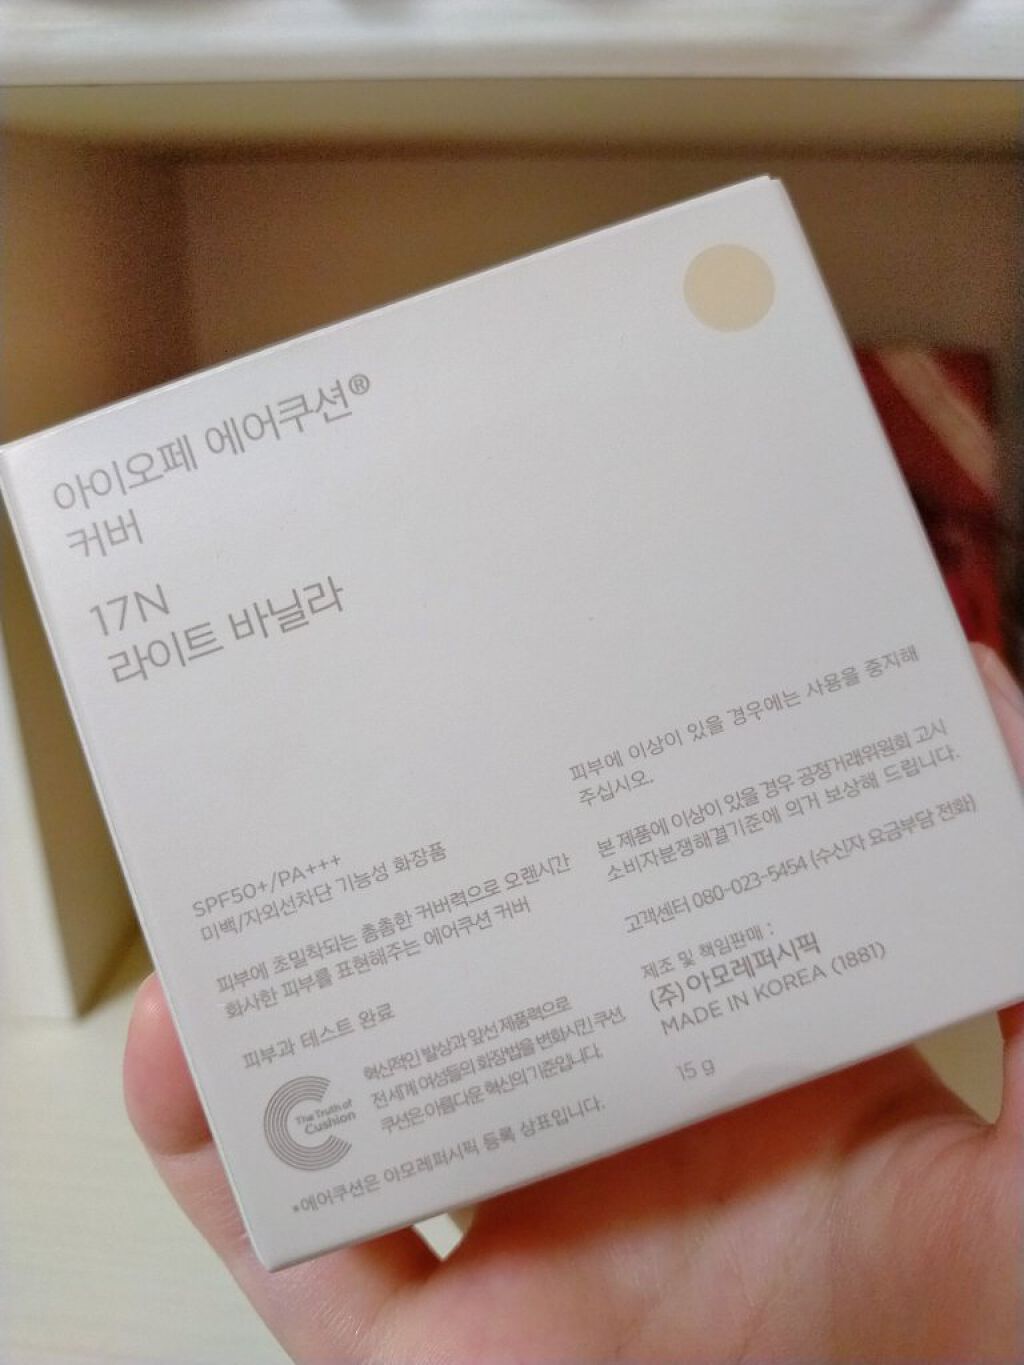 아이오페 에어쿠션®
커버
17N
라이트 바닐라
SPF50+/PA+++
미백/자외선차단 기능성 화장품
피부에 초밀착되는 촘촘한 커버력으로 오랜시간
화사한 피부를 표현해주는 에어쿠션 커버
피부과 테스트 완료
The Truth of
Cushion
혁신적인 발상과 앞선 제품력으로
전세계 여성들의 화장법을 변화시킨 쿠션.
쿠션은 아름다운 혁신의 기준입니다.
*에어쿠션은 아모레퍼시픽 등록 상표입니다.
피부에 이상이 있을 경우에는 사용을 중지해
주십시오.
본 제품에 이상이 있을 경우 공정거래위원회 고시
소비자분쟁해결기준에 의거 보상해 드립니다.
고객센터 080-023-5454 (수신자 요금부담 전화)
제조 및 책임판매 :
(주)아모레퍼시픽
MADE IN KOREA (1881)
15 g